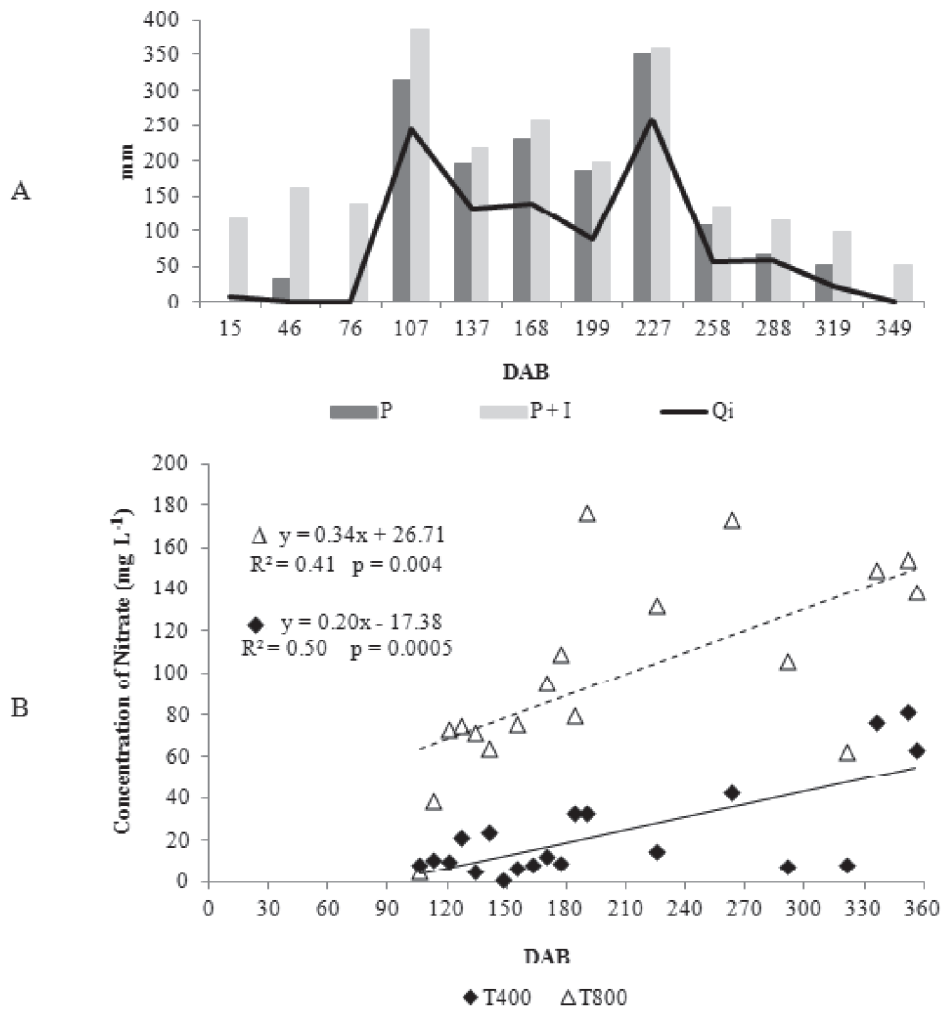 A
mm
400
350
300
250
200
150
100
50
0
15 46 76 107 137 168 199 227 258 288 319 349
DAB
P P + I Qi
B
Concentration of Nitrate (mg L-1)
200
180
160
140
120
100
80
60
40
20
0
△ y = 0.34x + 26.71
R² = 0.41 p = 0.004
◆ y = 0.20x - 17.38
R² = 0.50 p = 0.0005
0 30 60 90 120 150 180 210 240 270 300 330 360
DAB
◆ T400 △ T800